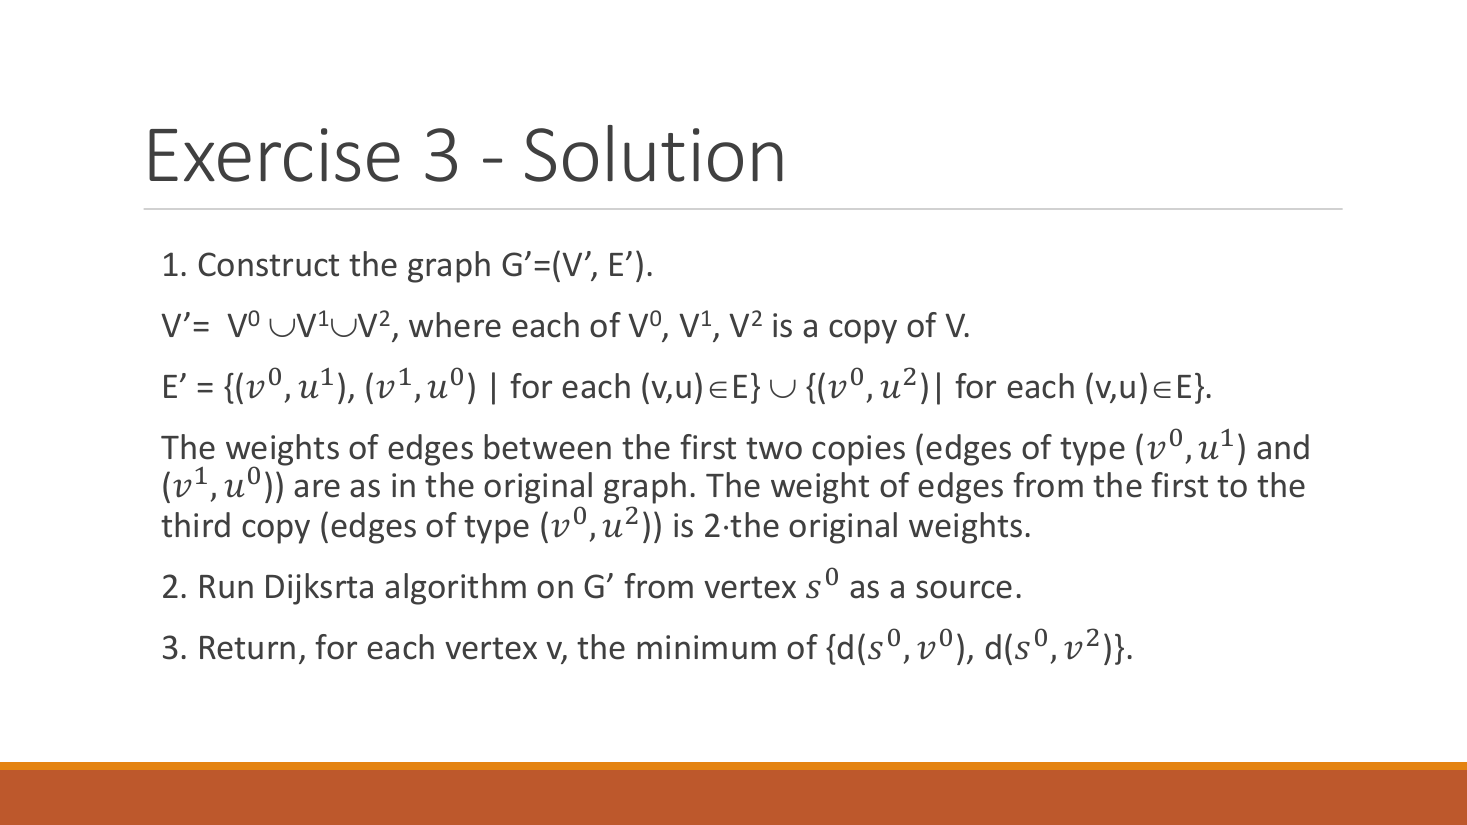 Exercise 3 - Solution
1. Construct the graph G’=(V’, E’).
V’= V⁰ ∪V¹∪V², where each of V⁰, V¹, V² is a copy of V.
E’ = {(𝑣⁰, 𝑢¹), (𝑣¹, 𝑢⁰) | for each (v,u)∈E} ∪ {(𝑣⁰, 𝑢²)| for each (v,u)∈E}.
The weights of edges between the first two copies (edges of type (𝑣⁰, 𝑢¹) and
(𝑣¹, 𝑢⁰)) are as in the original graph. The weight of edges from the first to the
third copy (edges of type (𝑣⁰, 𝑢²)) is 2·the original weights.
2. Run Dijksrta algorithm on G’ from vertex 𝑠⁰ as a source.
3. Return, for each vertex v, the minimum of {d(𝑠⁰, 𝑣⁰), d(𝑠⁰, 𝑣²)}.